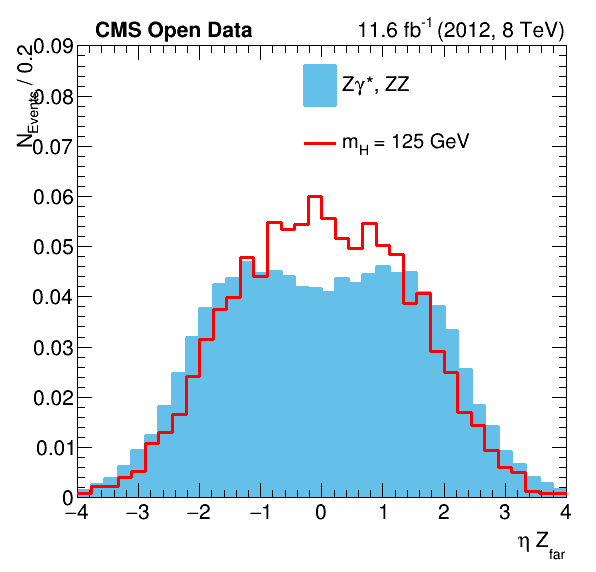 CMS Open Data 11.6 fb-1 (2012, 8 TeV)
NEvents / 0.2
0.09
0.08
0.07
0.06
0.05
0.04
0.03
0.02
0.01
0
Zγ*, ZZ
mH = 125 GeV
−4 −3 −2 −1 0 1 2 3 4
η Zfar